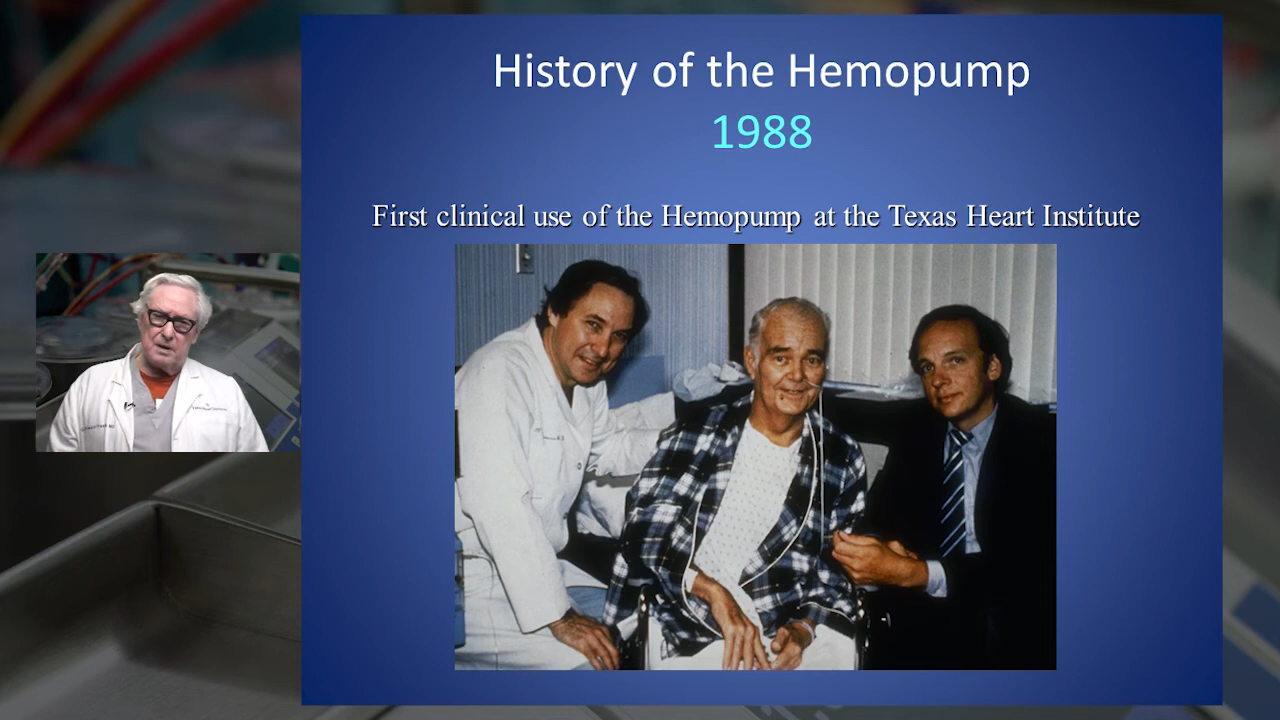 History of the Hemopump
1988
First clinical use of the Hemopump at the Texas Heart Institute